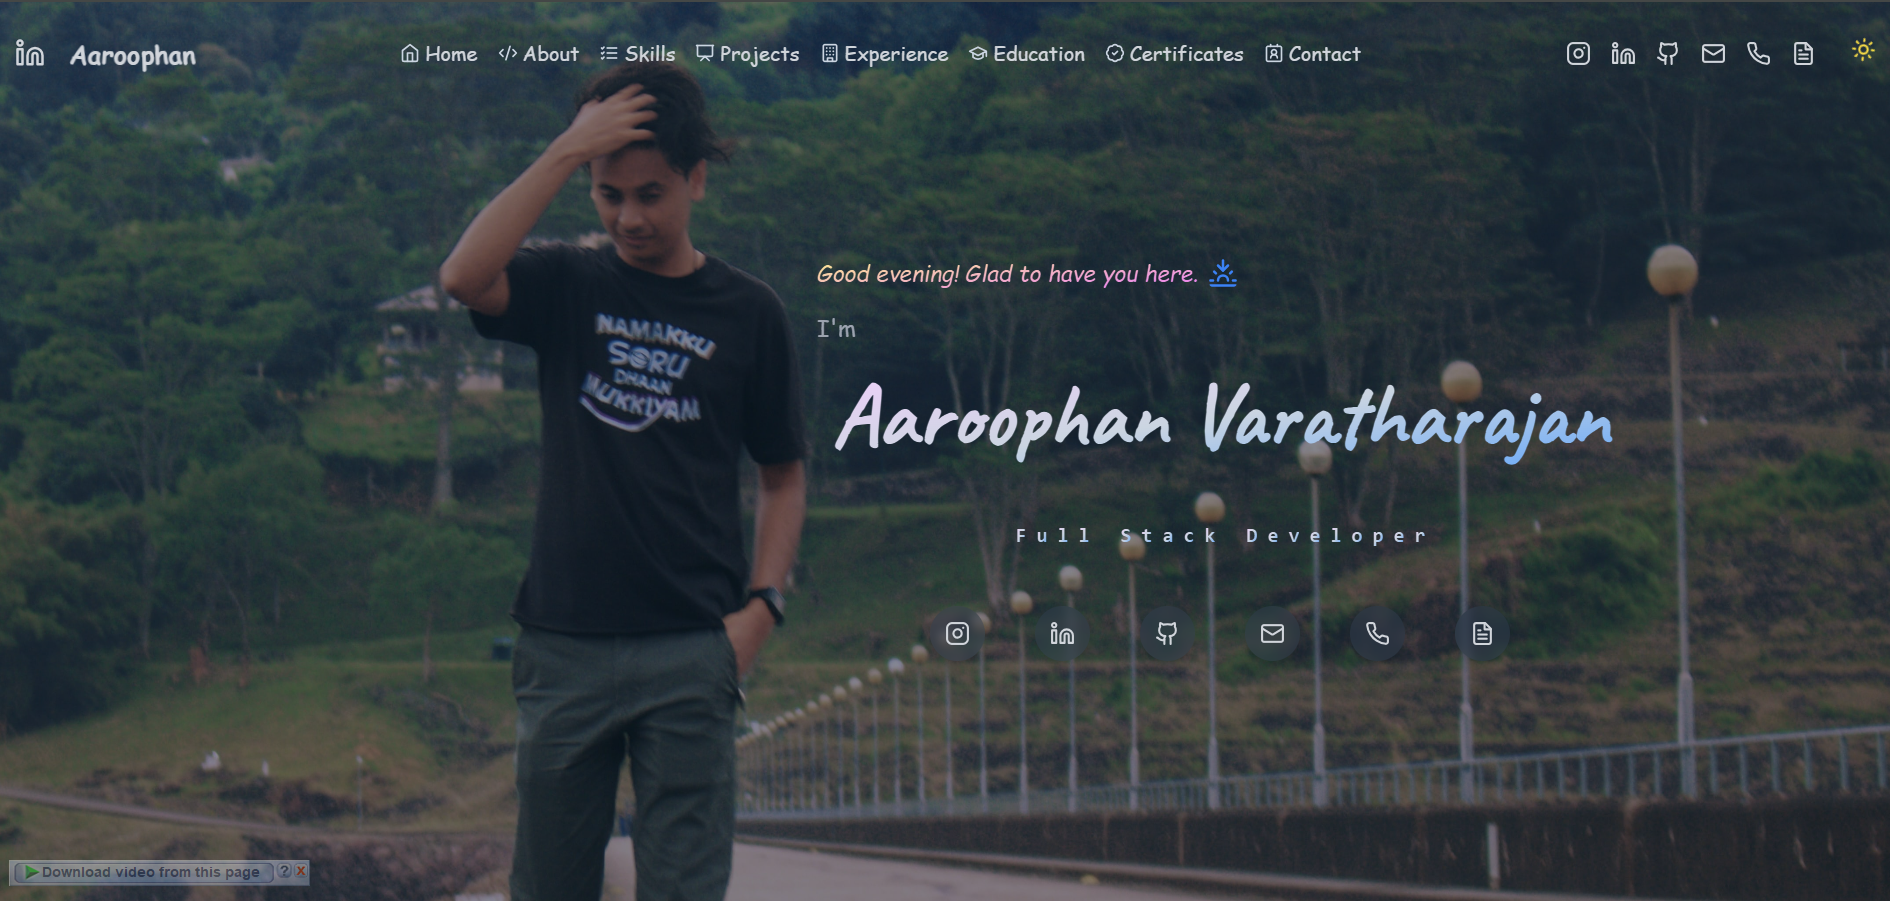 Aaroophan
Home About Skills Projects Experience Education Certificates Contact
Good evening! Glad to have you here.
I'm
Aaroophan Varatharajan
Full Stack Developer
NAMAKKU
SORU
DHAAN
MUKKIYAM
Download video from this page ? x